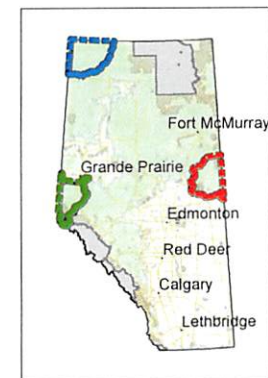 Fort McMurray
Grande Prairie
Edmonton
Red Deer
Calgary
Lethbridge